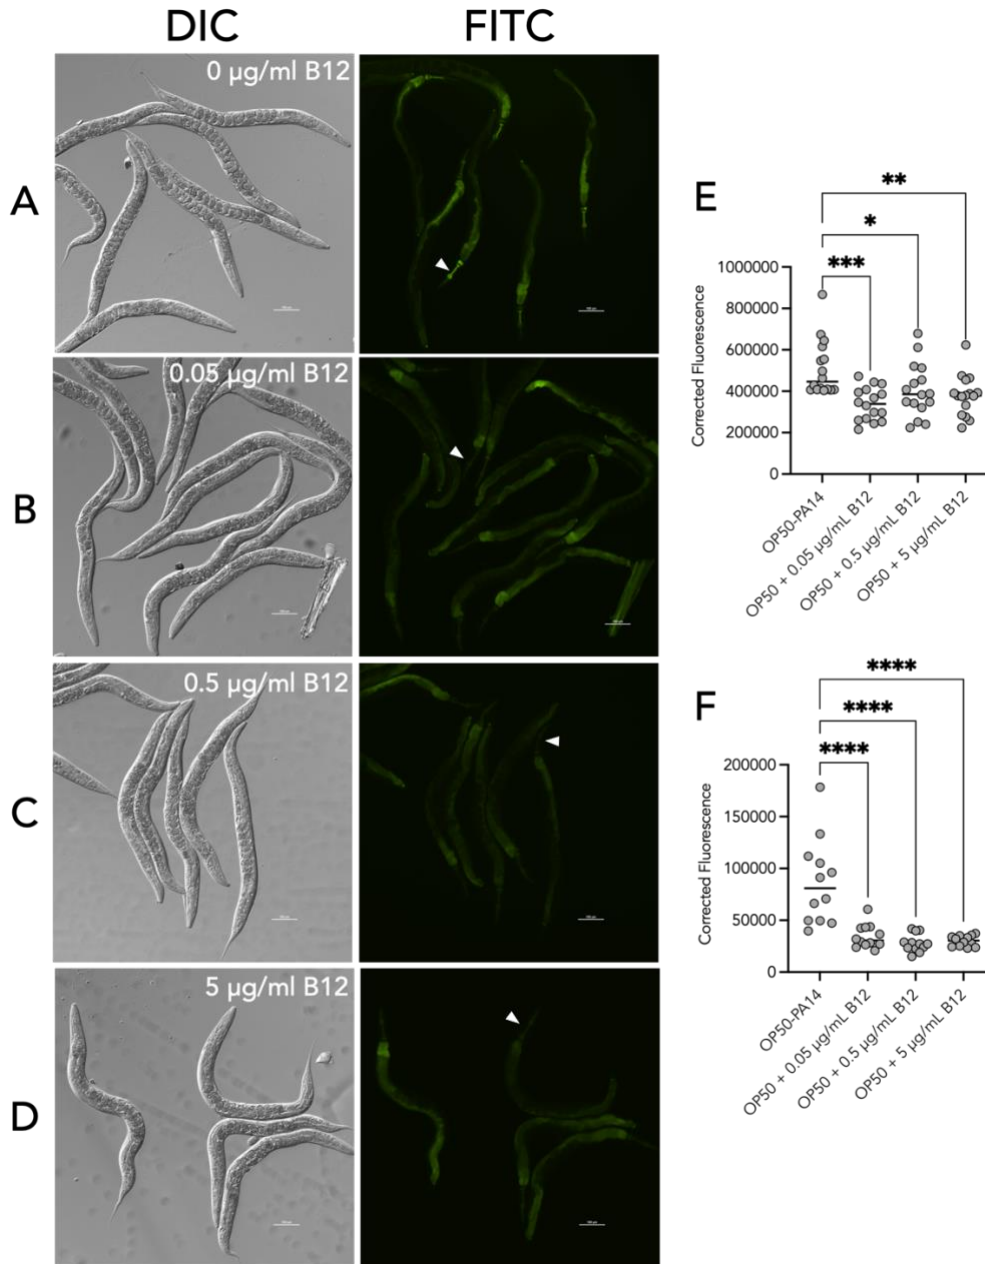 DIC
FITC
A
0 µg/ml B12
B
0.05 µg/ml B12
C
0.5 µg/ml B12
D
5 µg/ml B12
E
**
*
***
1000000
800000
600000
400000
200000
0
Corrected Fluorescence
OP50-PA14
OP50 + 0.05 µg/mL B12
OP50 + 0.5 µg/mL B12
OP50 + 5 µg/mL B12
F
****
****
****
200000
150000
100000
50000
0
Corrected Fluorescence
OP50-PA14
OP50 + 0.05 µg/mL B12
OP50 + 0.5 µg/mL B12
OP50 + 5 µg/mL B12